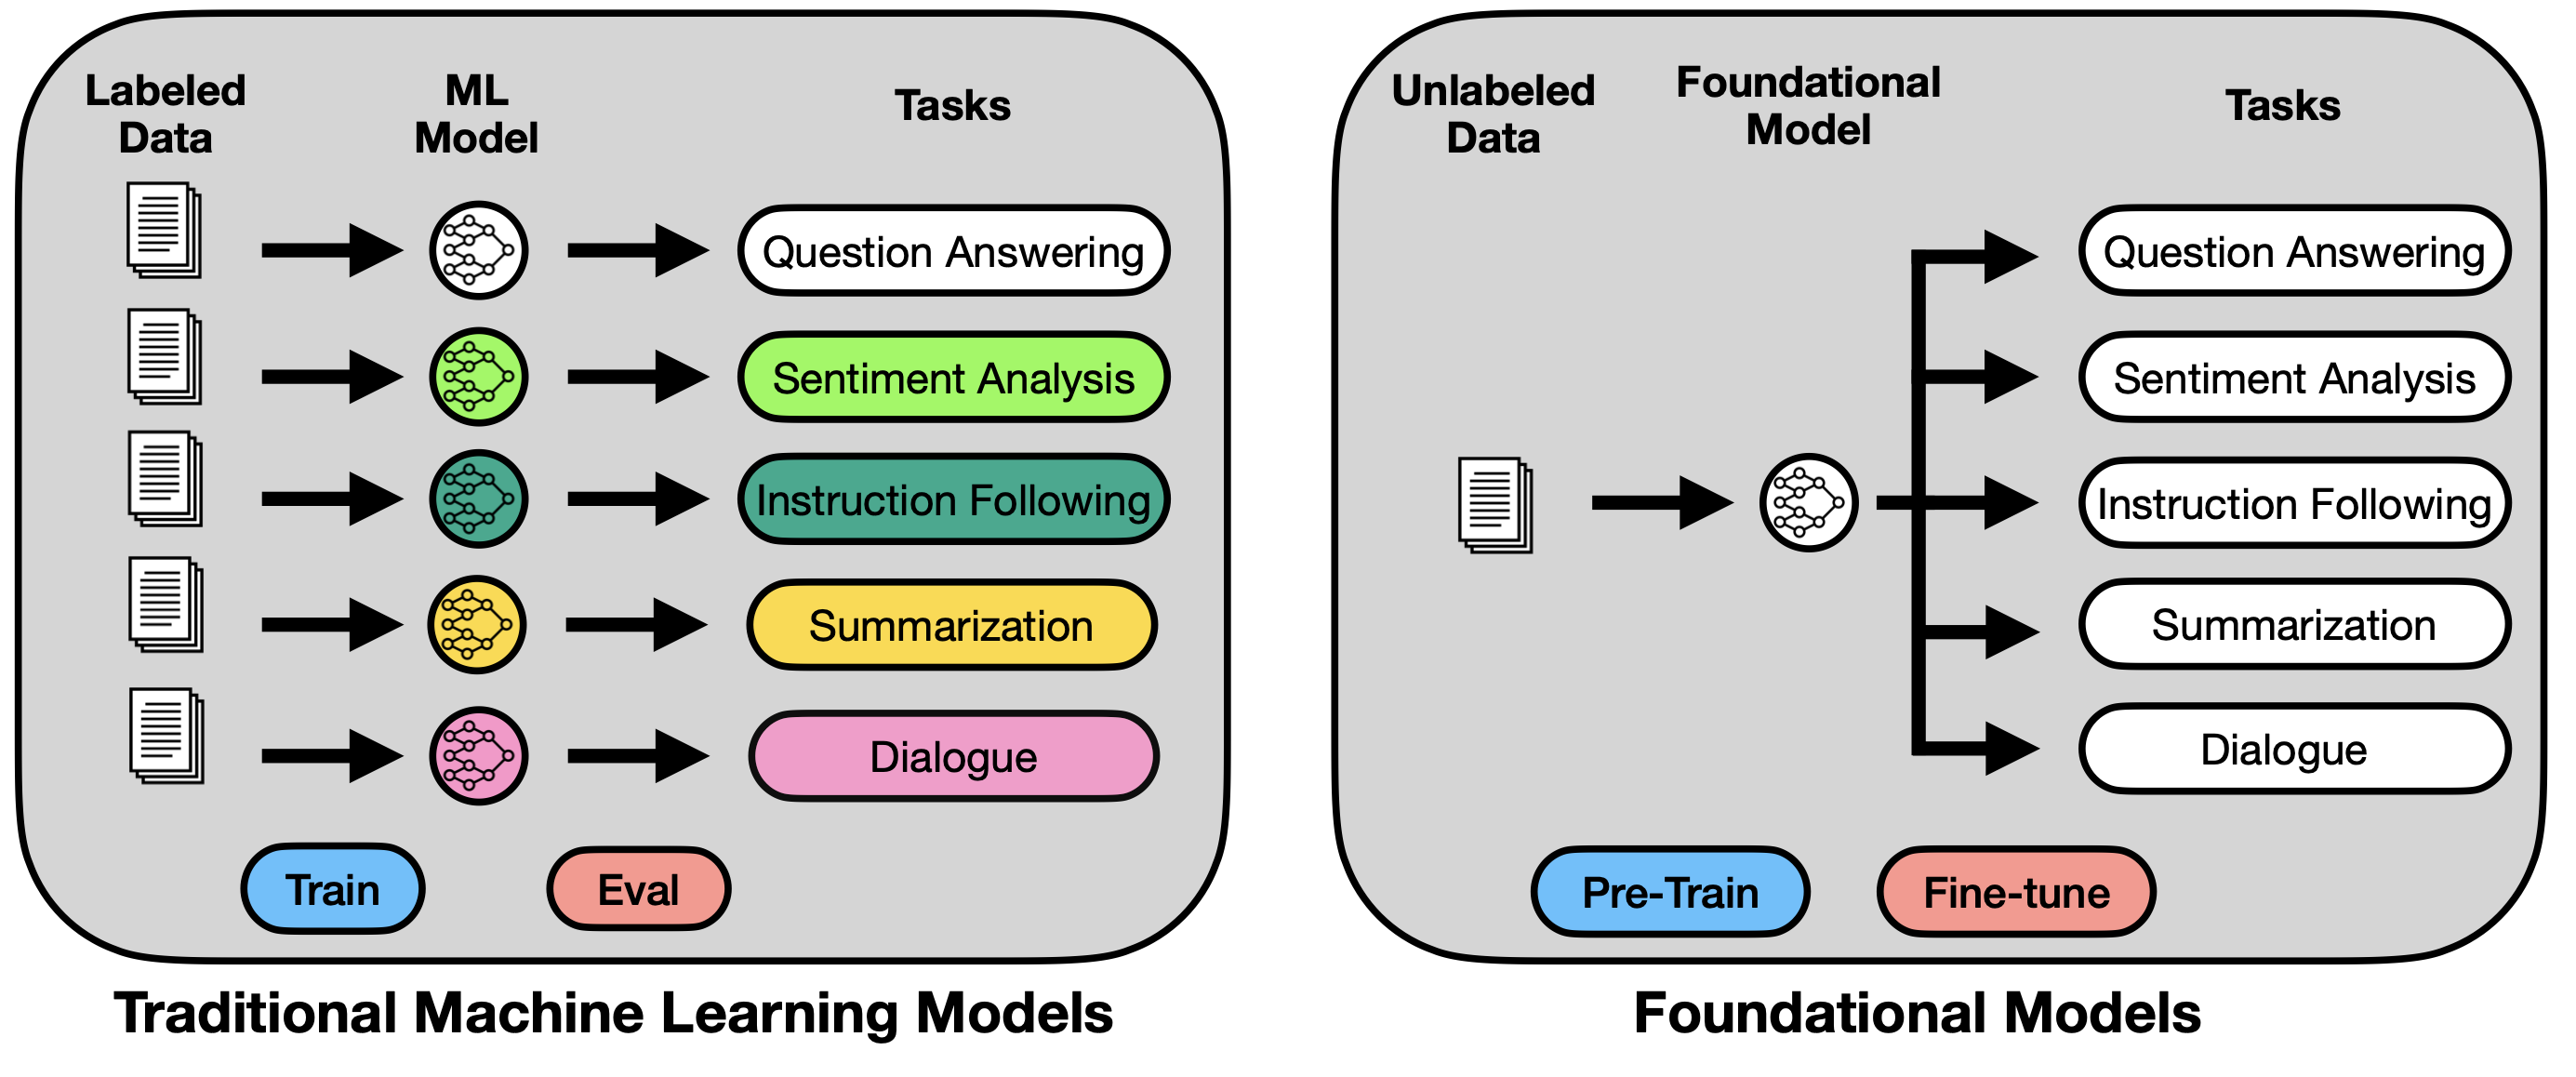 Labeled
Data
ML
Model
Tasks
Question Answering
Sentiment Analysis
Instruction Following
Summarization
Dialogue
Train
Eval
Traditional Machine Learning Models
Unlabeled
Data
Foundational
Model
Tasks
Question Answering
Sentiment Analysis
Instruction Following
Summarization
Dialogue
Pre-Train
Fine-tune
Foundational Models